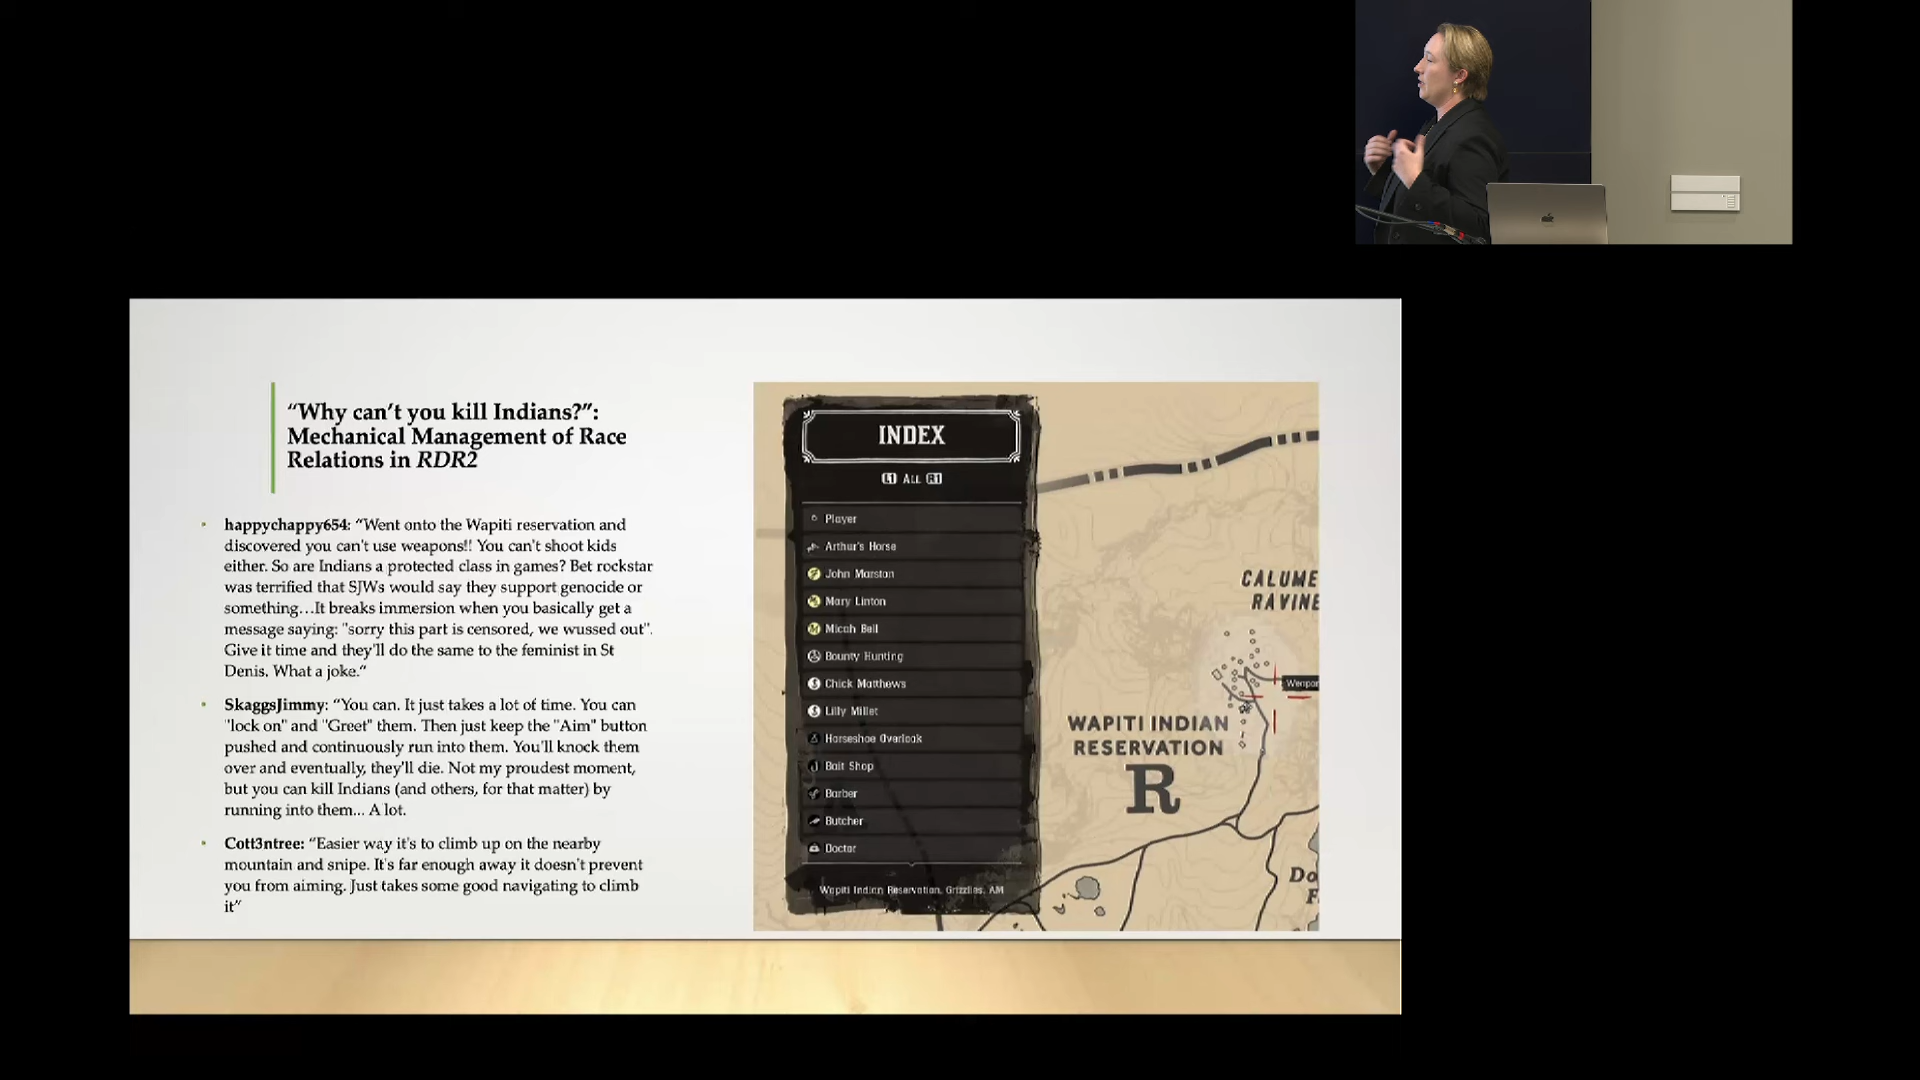 “Why can’t you kill Indians?”:
Mechanical Management of Race
Relations in RDR2
• happychappy654: “Went onto the Wapiti reservation and
discovered you can't use weapons!! You can't shoot kids
either. So are Indians a protected class in games? Bet rockstar
was terrified that SJWs would say they support genocide or
something…It breaks immersion when you basically get a
message saying: "sorry this part is censored, we wussed out".
Give it time and they'll do the same to the feminist in St
Denis. What a joke.“
• SkaggsJimmy: “You can. It just takes a lot of time. You can
"lock on" and "Greet" them. Then just keep the "Aim" button
pushed and continuously run into them. You'll knock them
over and eventually, they'll die. Not my proudest moment,
but you can kill Indians (and others, for that matter) by
running into them... A lot.
• Cott3ntree: “Easier way it's to climb up on the nearby
mountain and snipe. It's far enough away it doesn't prevent
you from aiming. Just takes some good navigating to climb
it”
INDEX
L1 ALL R1
Player
Arthur's Horse
John Marston
Mary Linton
Micah Bell
Bounty Hunting
Chick Matthews
Lilly Millet
Horseshoe Overlook
Bait Shop
Barber
Butcher
Doctor
Wapiti Indian Reservation, Grizzlies, AM
CALUME
RAVINE
Weapon
WAPITI INDIAN
RESERVATION
R
Do
F